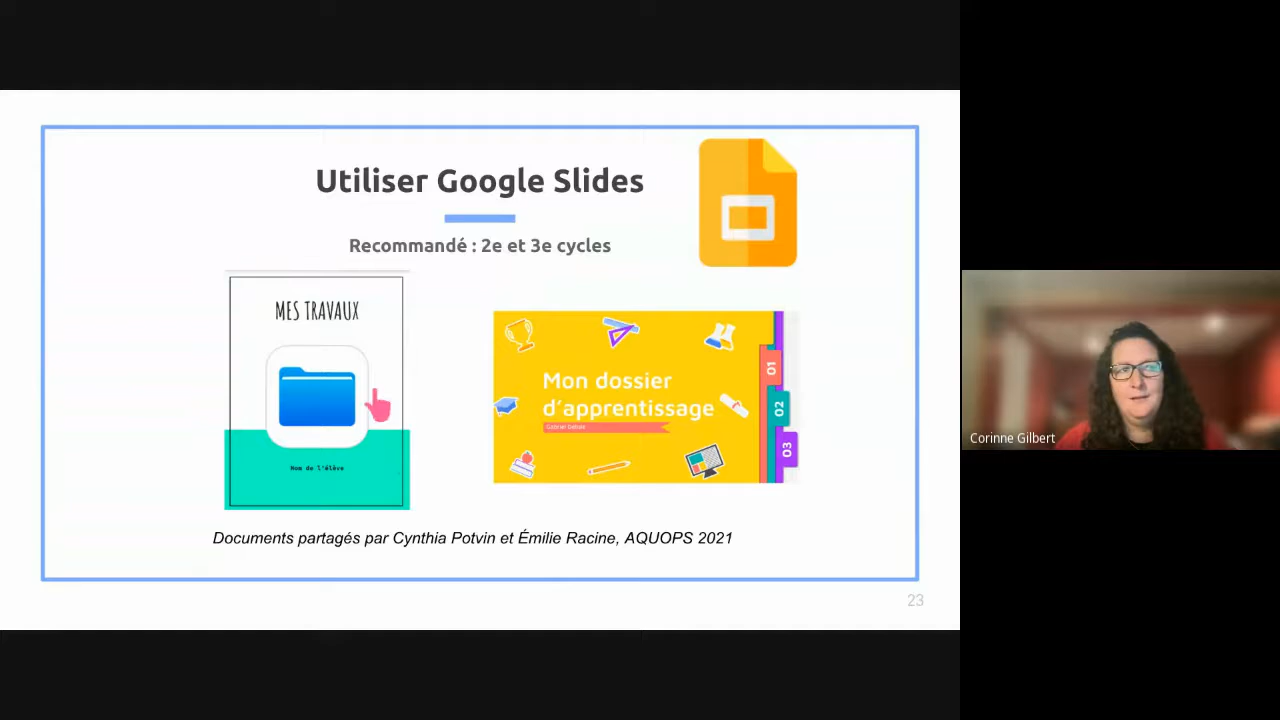 Utiliser Google Slides
Recommandé : 2e et 3e cycles
MES TRAVAUX
Nom de l'élève
Mon dossier
d'apprentissage
01
02
03
Documents partagés par Cynthia Potvin et Émilie Racine, AQUOPS 2021
23
Corinne Gilbert